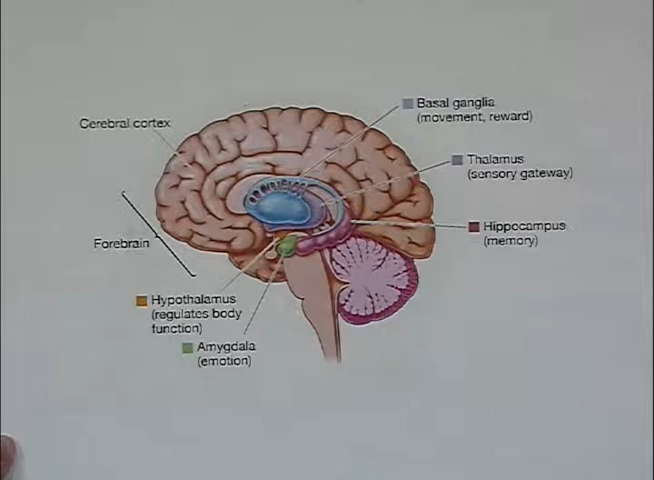 Cerebral cortex
Basal ganglia
(movement, reward)
Thalamus
(sensory gateway)
Hippocampus
(memory)
Forebrain
Hypothalamus
(regulates body
function)
Amygdala
(emotion)